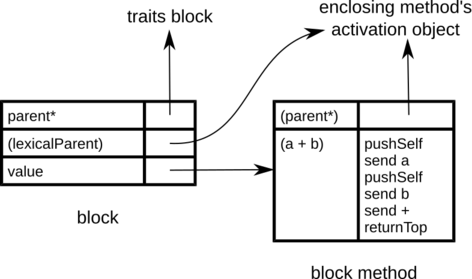 traits block
enclosing method's
activation object
parent*
(lexicalParent)
value
block
(parent*)
(a + b)
pushSelf
send a
pushSelf
send b
send +
returnTop
block method